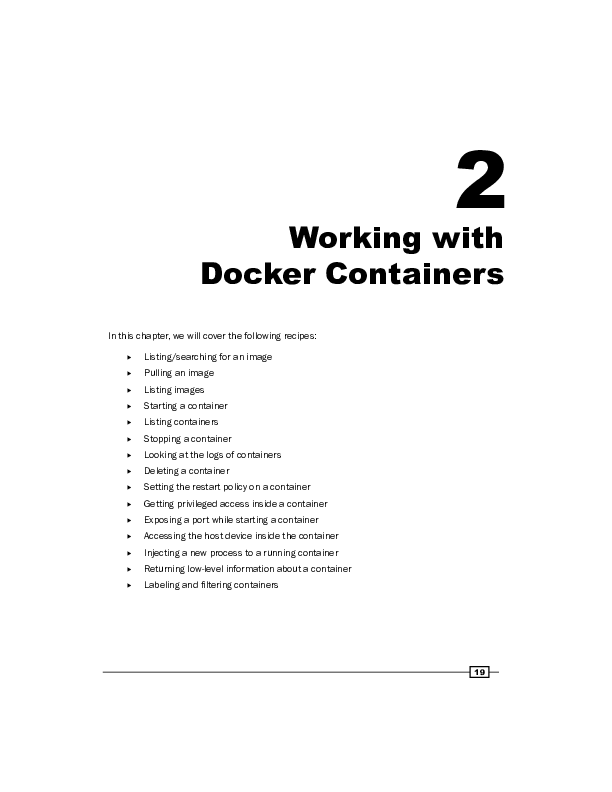 2
Working with
Docker Containers
In this chapter, we will cover the following recipes:
▸ Listing/searching for an image
▸ Pulling an image
▸ Listing images
▸ Starting a container
▸ Listing containers
▸ Stopping a container
▸ Looking at the logs of containers
▸ Deleting a container
▸ Setting the restart policy on a container
▸ Getting privileged access inside a container
▸ Exposing a port while starting a container
▸ Accessing the host device inside the container
▸ Injecting a new process to a running container
▸ Returning low-level information about a container
▸ Labeling and filtering containers
19